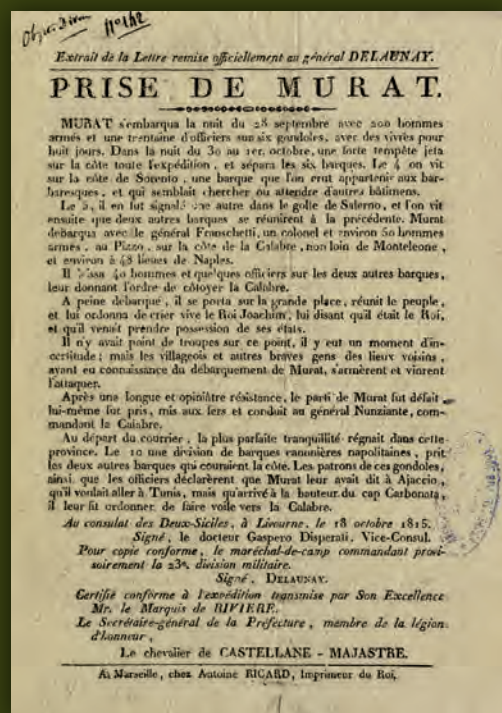 N° 142
Extrait de la Lettre remise officiellement au général DELAUNAY.
PRISE DE MURAT.
MURAT s'embarqua la nuit du 28 septembre avec 200 hommes
armés et une trentaine d'officiers sur six gondoles, avec des vivres pour
huit jours. Dans la nuit du 30 au 1er. octobre, une forte tempête jeta
sur la côte toute l'expédition, et sépara les six barques. Le 4 on vit
sur la côte de Sorento, une barque que l'on crut appartenir aux bar-
baresques, et qui semblait chercher ou attendre d'autres bâtimens.
Le 5, il en fut signalé une autre dans le golfe de Salerno, et l'on vit
ensuite que deux autres barques se réunirent à la précédente. Murat
débarqua avec le général Franschetti, un colonel et environ 50 hommes
armés, au Pizzo, sur la côte de la Calabre, non loin de Monteleone,
et environ à 48 lieues de Naples.
Il laissa 40 hommes et quelques officiers sur les deux autres barques,
leur donnant l'ordre de côtoyer la Calabre.
A peine débarqué, il se porta sur la grande place, réunit le peuple,
et lui ordonna de crier vive le Roi Joachim, lui disant qu'il était le Roi,
et qu'il venait prendre possession de ses états.
Il n'y avait point de troupes sur ce point, il y eut un moment d'in-
certitude; mais les villageois et autres braves gens des lieux voisins,
ayant eu connaissance du débarquement de Murat, s'armèrent et vinrent
l'attaquer.
Après une longue et opiniâtre résistance, le parti de Murat fut défait,
lui-même fut pris, mis aux fers et conduit au général Nunziante, com-
mandant la Calabre.
Au départ du courrier, la plus parfaite tranquillité régnait dans cette
province. Le 10 une division de barques canonières napolitaines, prit
les deux autres barques qui couraient la côte. Les patrons de ces gondoles,
ainsi que les officiers déclarèrent que Murat leur avait dit à Ajaccio,
qu'il voulait aller à Tunis, mais qu'arrivé à la hauteur du cap Carbonata,
il leur fit ordonner de faire voile vers la Calabre.
Au consulat des Deux-Siciles, à Livourne, le 18 octobre 1815.
Signé, le docteur Gaspero Disperati, Vice-Consul.
Pour copie conforme, le maréchal-de-camp commandant provi-
soirement la 23e. division militaire.
Signé, DELAUNAY.
Certifié conforme à l'expédition transmise par Son Excellence
Mr. le Marquis de RIVIERE.
Le Secrétaire-général de la Préfecture, membre de la légion
d'honneur,
Le chevalier de CASTELLANE - MAJASTRE.
A Marseille, chez Antoine RICARD, Imprimeur du Roi,